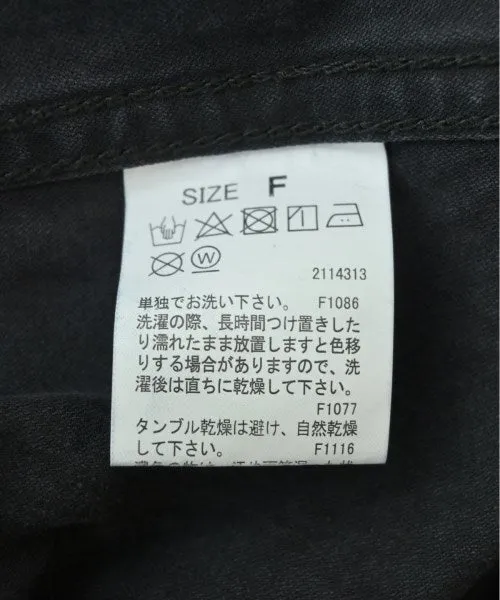 SIZE F
W
2114313
単独でお洗い下さい。 F1086
洗濯の際、長時間つけ置きした
り濡れたまま放置しますと色移
りする場合がありますので、洗
濯後は直ちに乾燥して下さい。
F1077
タンブル乾燥は避け、自然乾燥
して下さい。 F1116